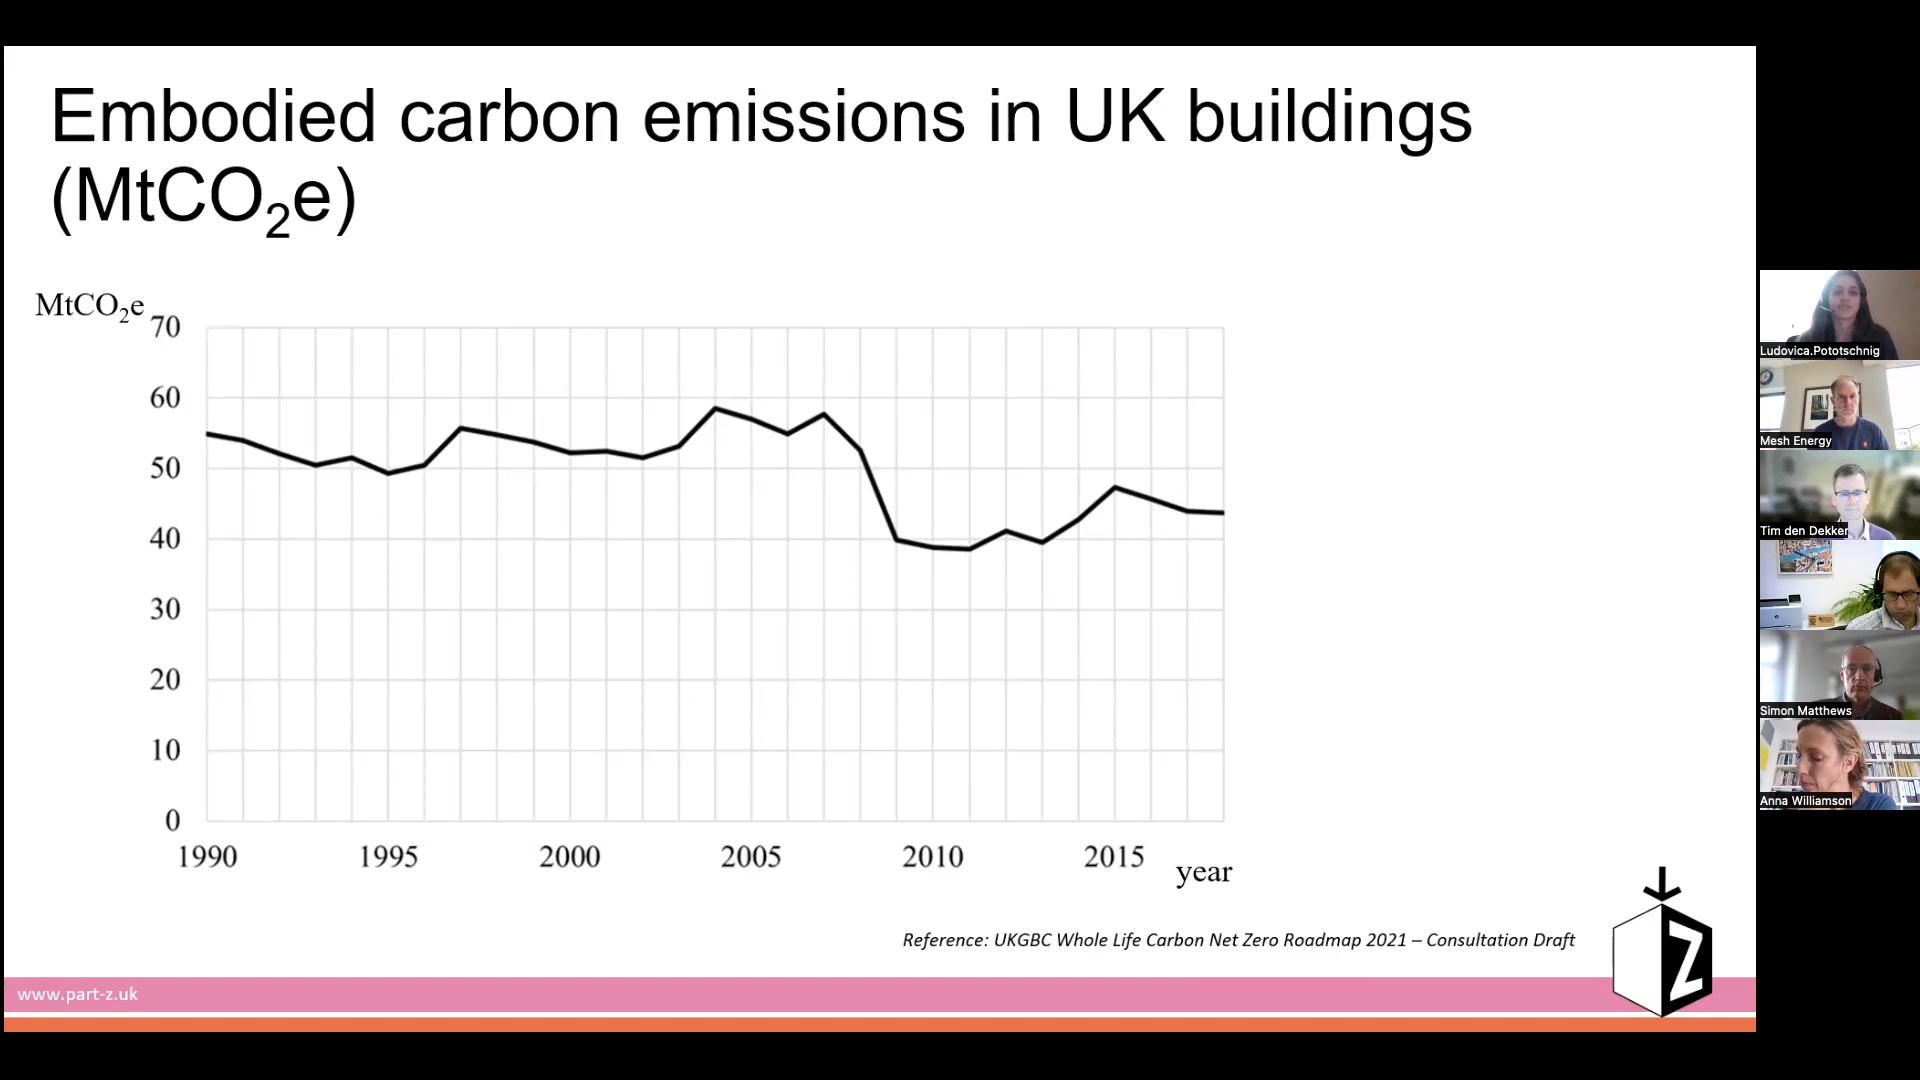 Embodied carbon emissions in UK buildings
(MtCO₂e)
MtCO₂e
70
60
50
40
30
20
10
0
1990 1995 2000 2005 2010 2015
year
Reference: UKGBC Whole Life Carbon Net Zero Roadmap 2021 – Consultation Draft
www.part-z.uk
Z
Ludovica.Pototschnig
Mesh Energy
Tim den Dekker
Simon Matthews
Anna Williamson